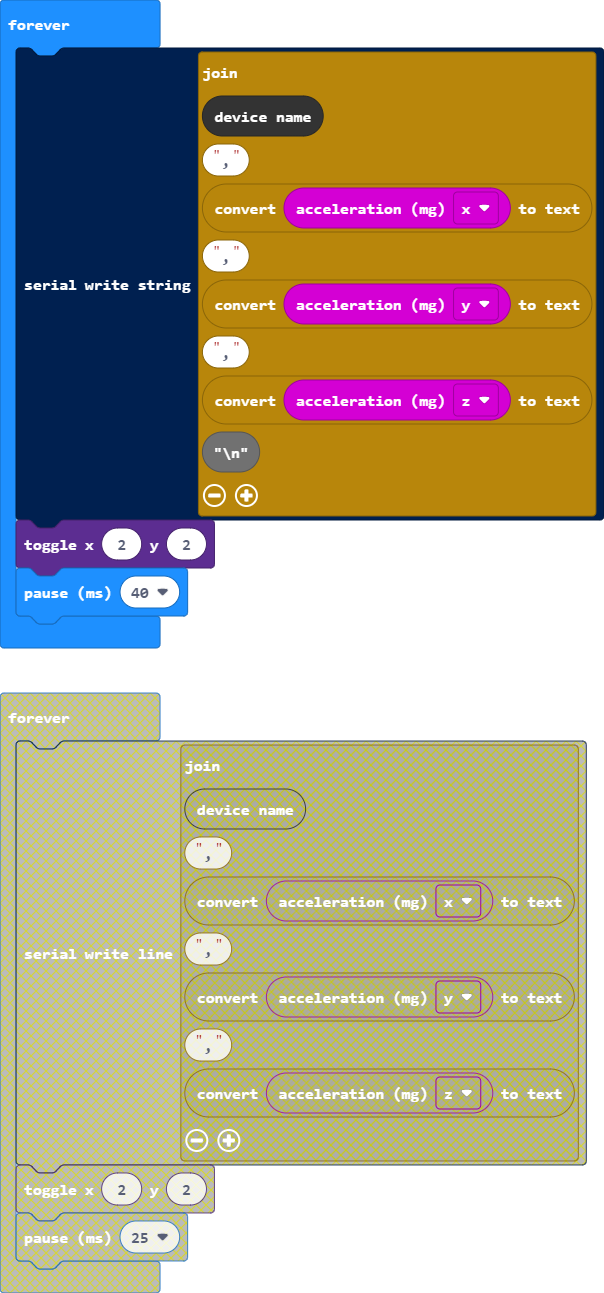 forever
join
device name
","
convert acceleration (mg) x to text
","
serial write string
convert acceleration (mg) y to text
","
convert acceleration (mg) z to text
"\n"
toggle x 2 y 2
pause (ms) 40
forever
join
device name
","
convert acceleration (mg) x to text
","
serial write line
convert acceleration (mg) y to text
","
convert acceleration (mg) z to text
toggle x 2 y 2
pause (ms) 25